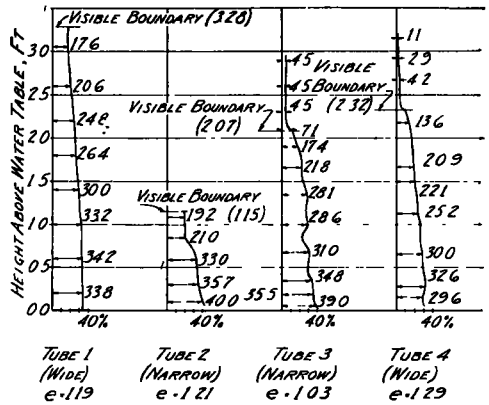 VISIBLE BOUNDARY (328)
HEIGHT ABOVE WATER TABLE, FT
3.0
2.5
2.0
1.5
1.0
0.5
0.0
176
206
248
264
300
332
342
338
40%
VISIBLE BOUNDARY
192 (115)
210
330
357
400
40%
VISIBLE BOUNDARY
(207)
45
45
45
71
174
218
281
286
310
348
355
390
40%
VISIBLE
BOUNDARY
(232)
11
29
42
136
209
221
252
300
326
296
40%
TUBE 1
(WIDE)
e·119
TUBE 2
(NARROW)
e·121
TUBE 3
(NARROW)
e·103
TUBE 4
(WIDE)
e·129